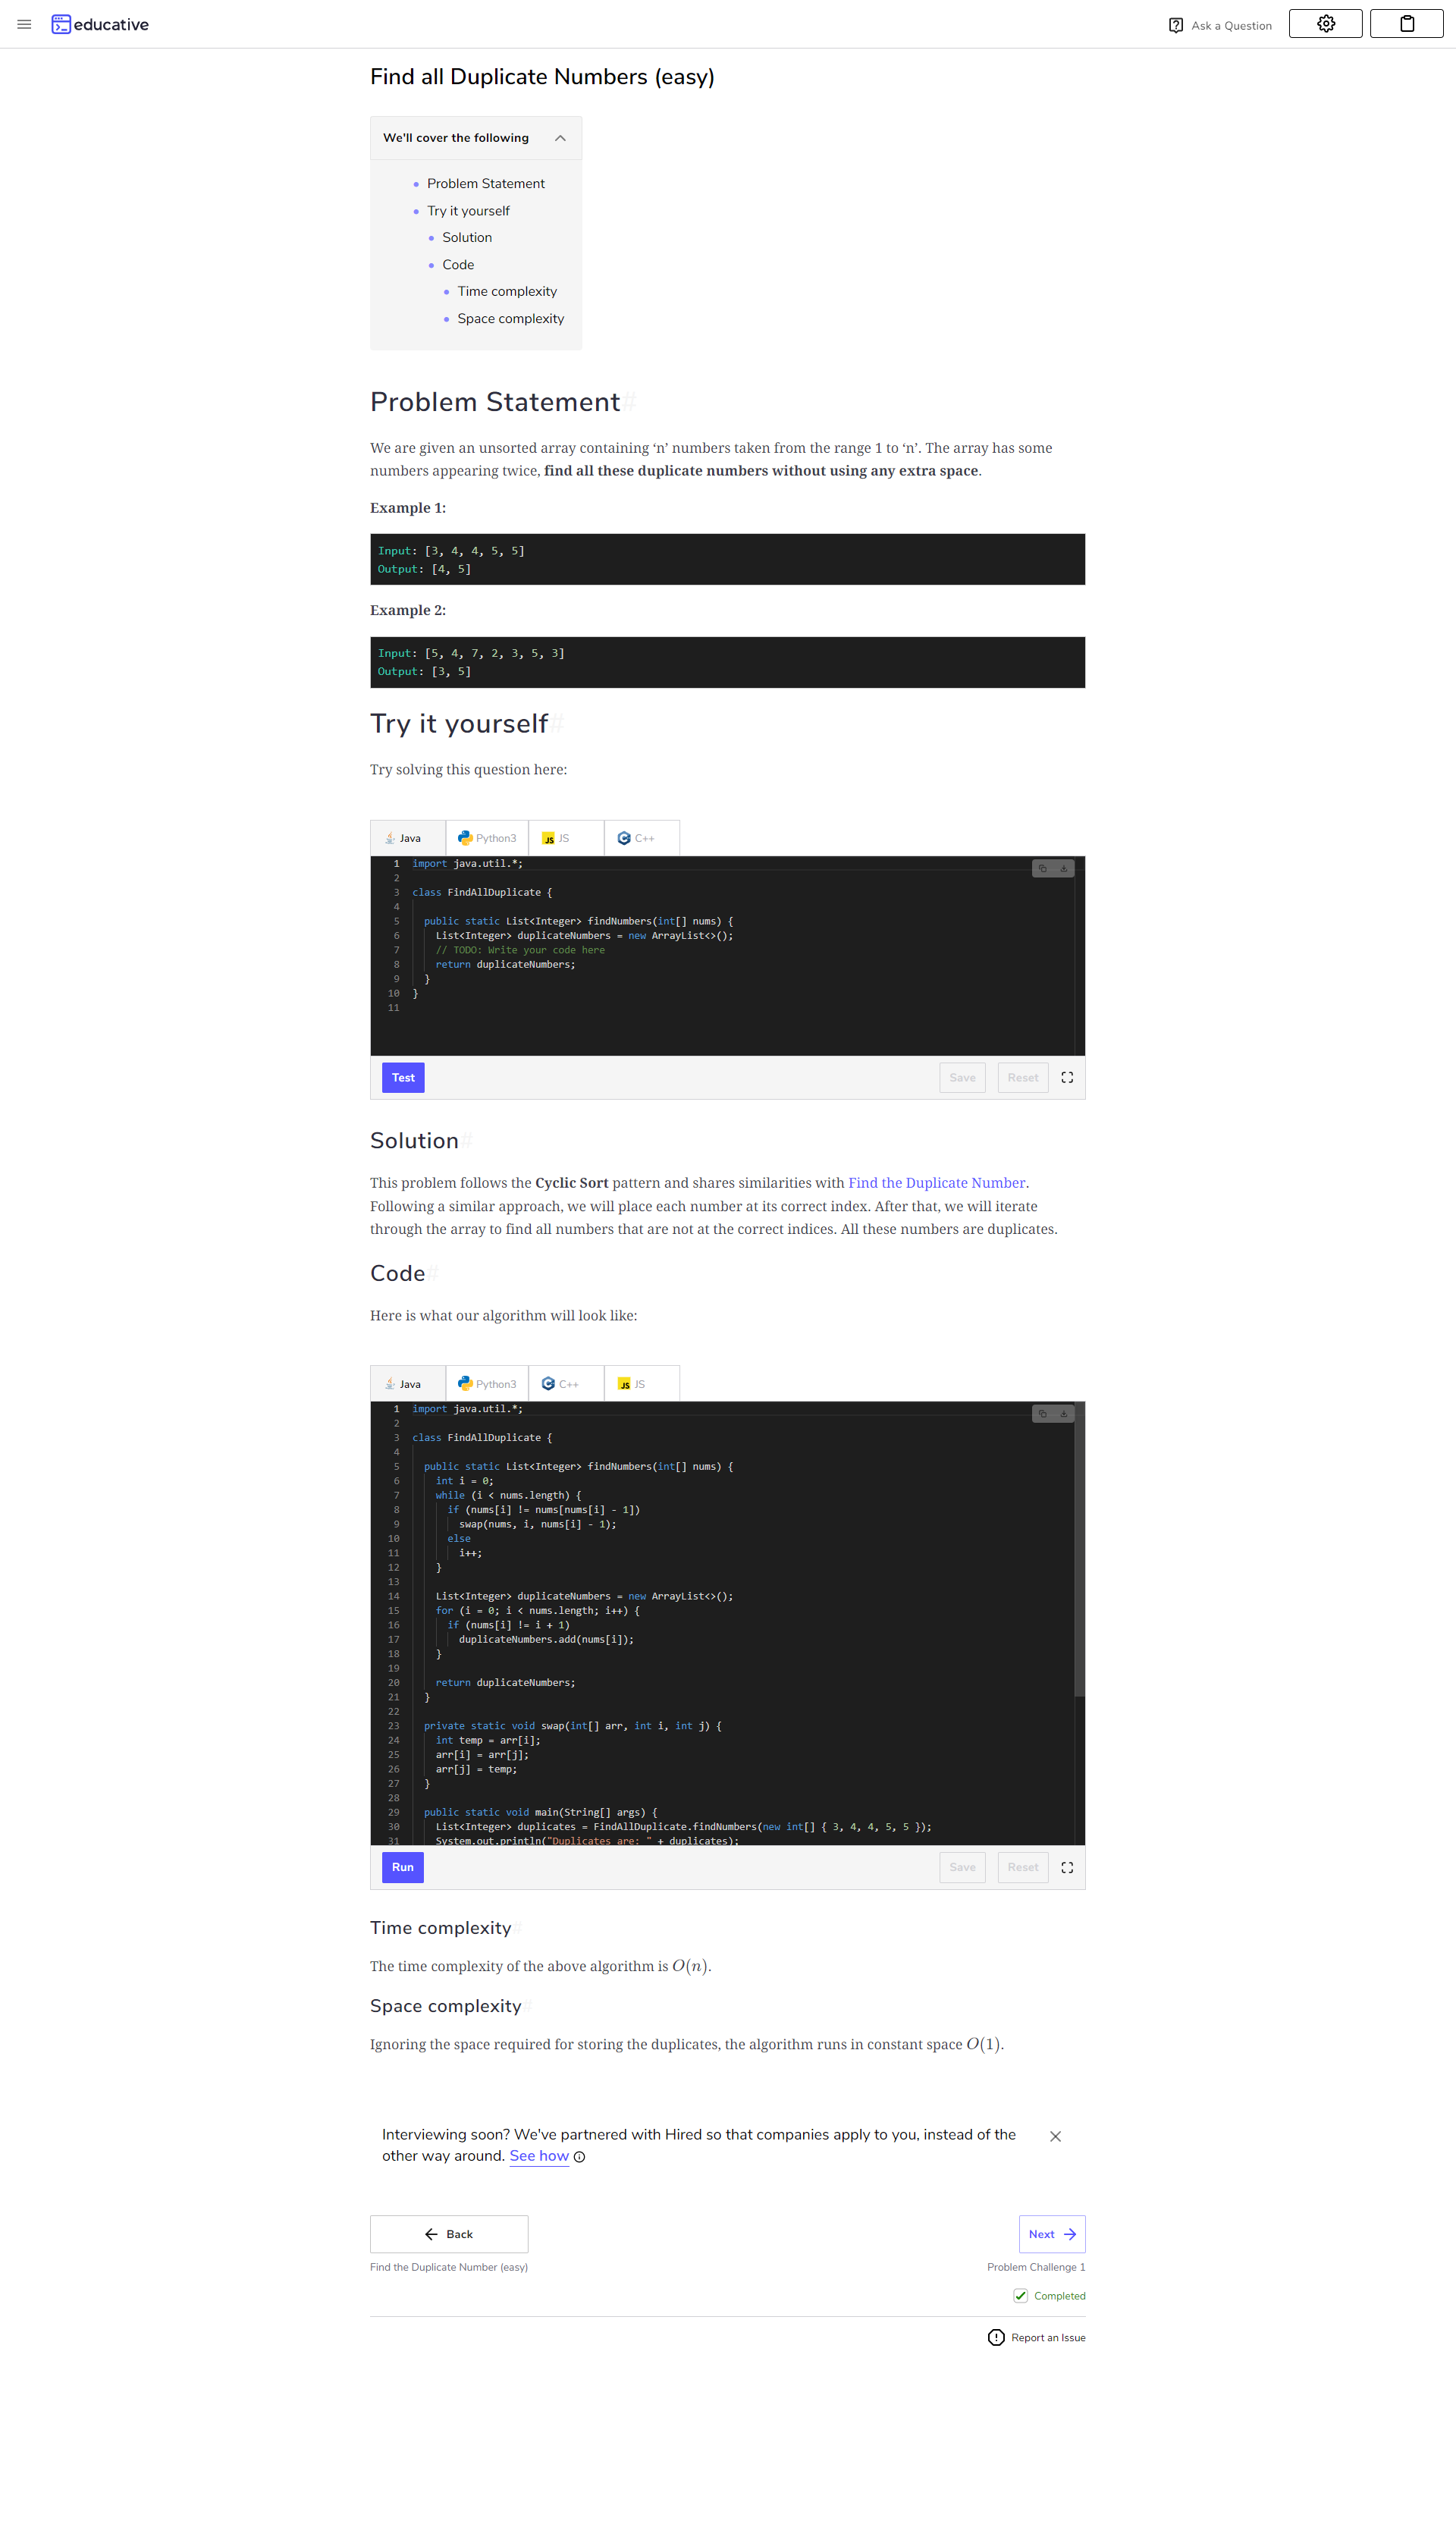 educative
Ask a Question
Find all Duplicate Numbers (easy)
We'll cover the following
Problem Statement
Try it yourself
Solution
Code
Time complexity
Space complexity
Problem Statement#
We are given an unsorted array containing ‘n’ numbers taken from the range 1 to ‘n’. The array has some
numbers appearing twice, find all these duplicate numbers without using any extra space.
Example 1:
Input: [3, 4, 4, 5, 5]
Output: [4, 5]
Example 2:
Input: [5, 4, 7, 2, 3, 5, 3]
Output: [3, 5]
Try it yourself#
Try solving this question here:
Java Python3 JS JS C++
1 import java.util.*;
2
3 class FindAllDuplicate {
4
5 public static List<Integer> findNumbers(int[] nums) {
6 List<Integer> duplicateNumbers = new ArrayList<>();
7 // TODO: Write your code here
8 return duplicateNumbers;
9 }
10 }
11
Test Save Reset
Solution#
This problem follows the Cyclic Sort pattern and shares similarities with Find the Duplicate Number.
Following a similar approach, we will place each number at its correct index. After that, we will iterate
through the array to find all numbers that are not at the correct indices. All these numbers are duplicates.
Code#
Here is what our algorithm will look like:
Java Python3 C++ JS JS
1 import java.util.*;
2
3 class FindAllDuplicate {
4
5 public static List<Integer> findNumbers(int[] nums) {
6 int i = 0;
7 while (i < nums.length) {
8 if (nums[i] != nums[nums[i] - 1])
9 swap(nums, i, nums[i] - 1);
10 else
11 i++;
12 }
13
14 List<Integer> duplicateNumbers = new ArrayList<>();
15 for (i = 0; i < nums.length; i++) {
16 if (nums[i] != i + 1)
17 duplicateNumbers.add(nums[i]);
18 }
19
20 return duplicateNumbers;
21 }
22
23 private static void swap(int[] arr, int i, int j) {
24 int temp = arr[i];
25 arr[i] = arr[j];
26 arr[j] = temp;
27 }
28
29 public static void main(String[] args) {
30 List<Integer> duplicates = FindAllDuplicate.findNumbers(new int[] { 3, 4, 4, 5, 5 });
31 System.out.println("Duplicates are: " + duplicates);
Run Save Reset
Time complexity#
The time complexity of the above algorithm is O(n).
Space complexity#
Ignoring the space required for storing the duplicates, the algorithm runs in constant space O(1).
Interviewing soon? We've partnered with Hired so that companies apply to you, instead of the
other way around. See how
Back Next
Find the Duplicate Number (easy) Problem Challenge 1
Completed
Report an Issue